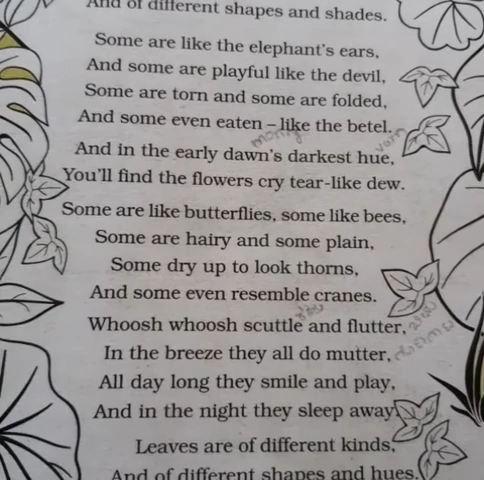 And of different shapes and shades.
Some are like the elephant's ears,
And some are playful like the devil,
Some are torn and some are folded,
And some even eaten – like the betel.
And in the early dawn's darkest hue,
You'll find the flowers cry tear-like dew.
Some are like butterflies, some like bees,
Some are hairy and some plain,
Some dry up to look thorns,
And some even resemble cranes.
Whoosh whoosh scuttle and flutter,
In the breeze they all do mutter,
All day long they smile and play,
And in the night they sleep away
Leaves are of different kinds,
And of different shapes and hues.